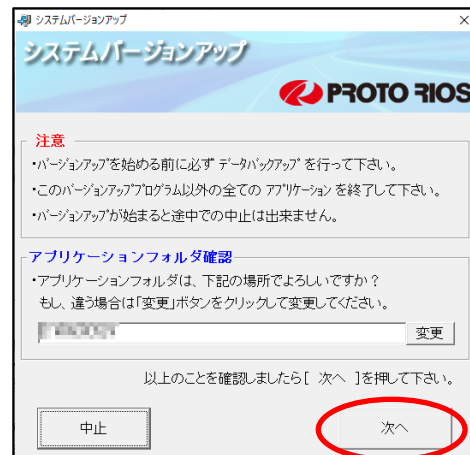 システムバージョンアップ
システムバージョンアップ
PROTO RIOS
注意
・バージョンアップを始める前に必ず データバックアップ を行って下さい。
・このバージョンアッププログラム以外の全ての アプリケーション を終了して下さい。
・バージョンアップが始まると途中での中止は出来ません。
アプリケーションフォルダ確認
・アプリケーションフォルダは、下記の場所でよろしいですか？
もし、違う場合は「変更」ボタンをクリックして変更してください。
変更
以上のことを確認しましたら[ 次へ ]を押して下さい。
中止
次へ